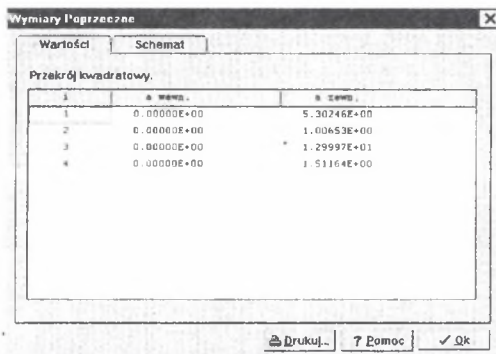 Wymiary Poprzeczne
Wartości Schemat
Przekrój kwadratowy.
i a wewn. a zewn.
1 0.00000E+00 5.30246E+00
2 0.00000E+00 1.00653E+00
3 0.00000E+00 * 1.29997E+01
4 0.00000E+00 1.51164E+00
Drukuj... ? Pomoc ✓ Ok